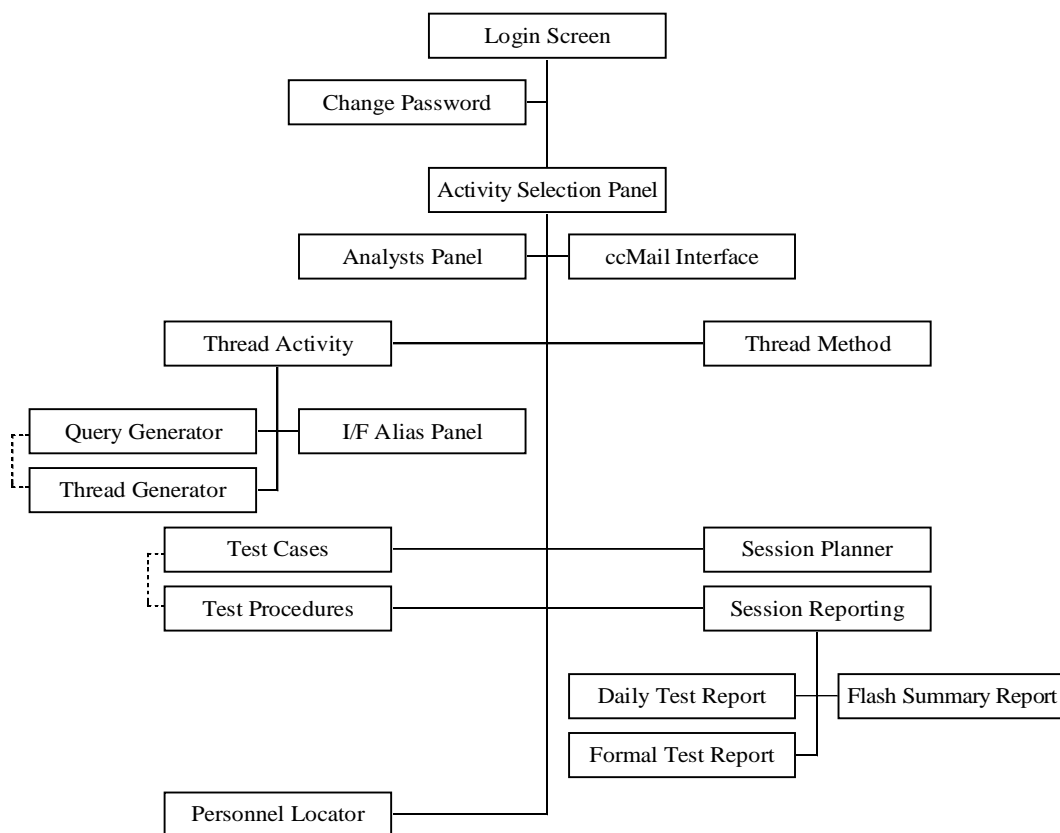 Login Screen
Change Password
Activity Selection Panel
Analysts Panel
ccMail Interface
Thread Activity
Thread Method
Query Generator
I/F Alias Panel
Thread Generator
Test Cases
Session Planner
Test Procedures
Session Reporting
Daily Test Report
Flash Summary Report
Formal Test Report
Personnel Locator